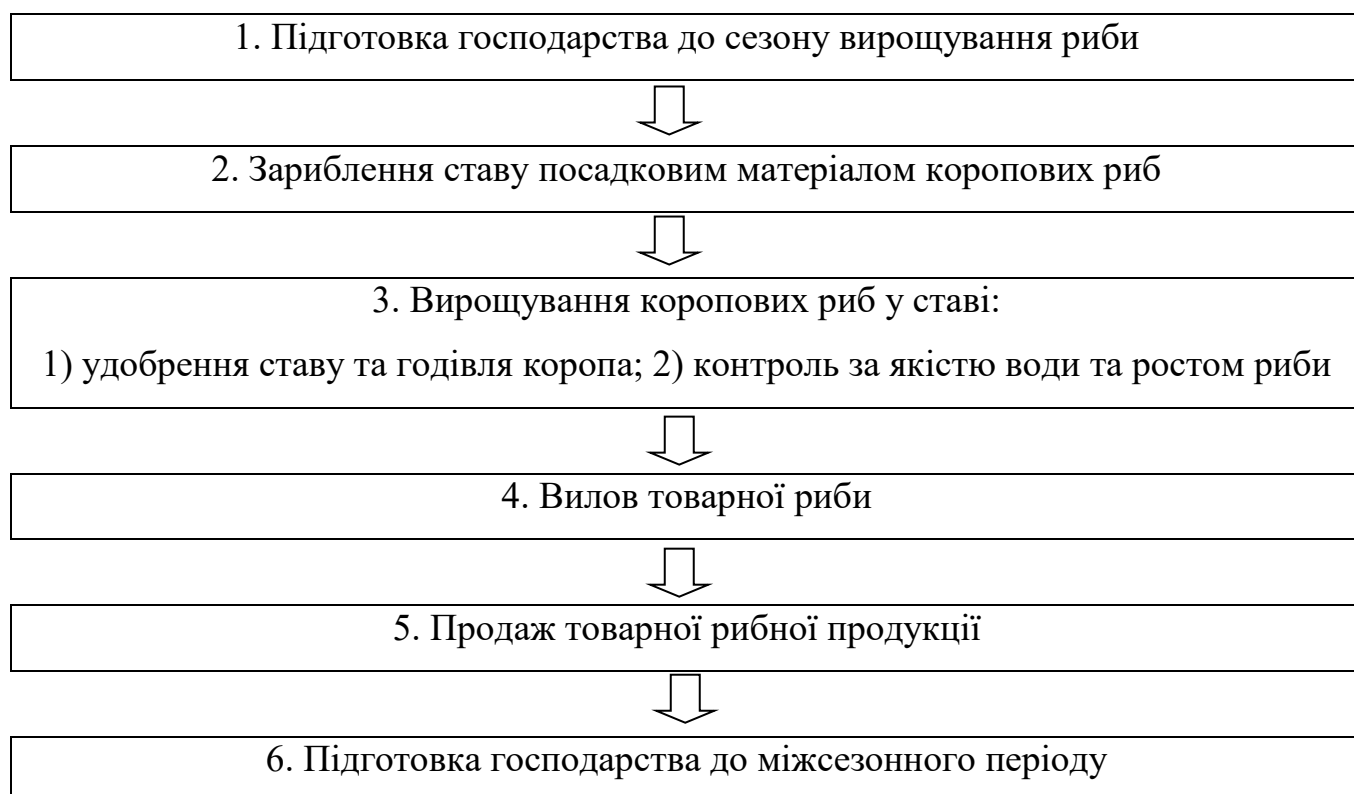 1. Підготовка господарства до сезону вирощування риби
2. Зариблення ставу посадковим матеріалом коропових риб
3. Вирощування коропових риб у ставі:
1) удобрення ставу та годівля коропа; 2) контроль за якістю води та ростом риби
4. Вилов товарної риби
5. Продаж товарної рибної продукції
6. Підготовка господарства до міжсезонного періоду